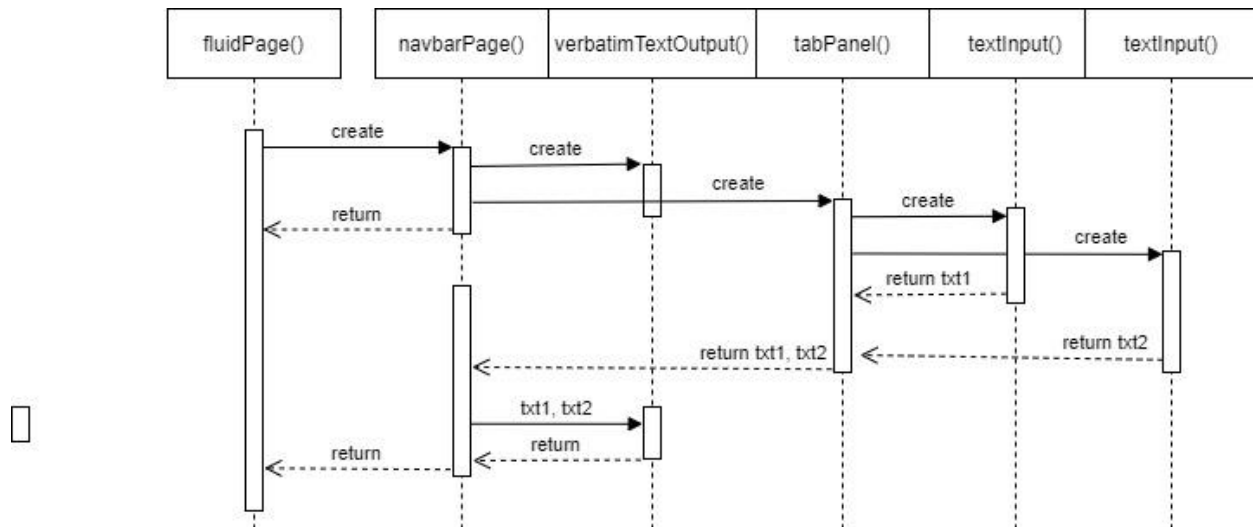 fluidPage()
navbarPage()
verbatimTextOutput()
tabPanel()
textInput()
textInput()
create
create
create
create
return
create
return txt1
return txt2
return txt1, txt2
txt1, txt2
return
return